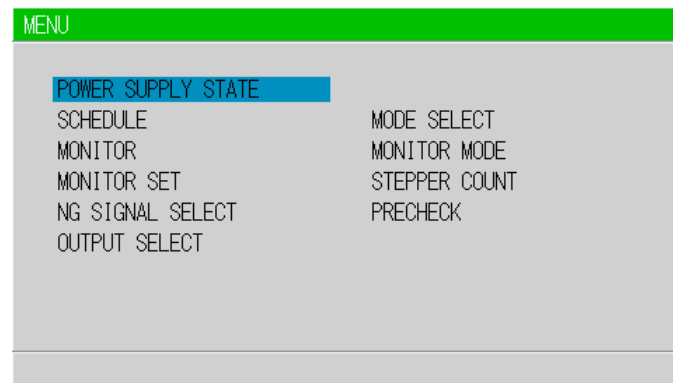 MENU
POWER SUPPLY STATE
SCHEDULE
MONITOR
MONITOR SET
NG SIGNAL SELECT
OUTPUT SELECT
MODE SELECT
MONITOR MODE
STEPPER COUNT
PRECHECK